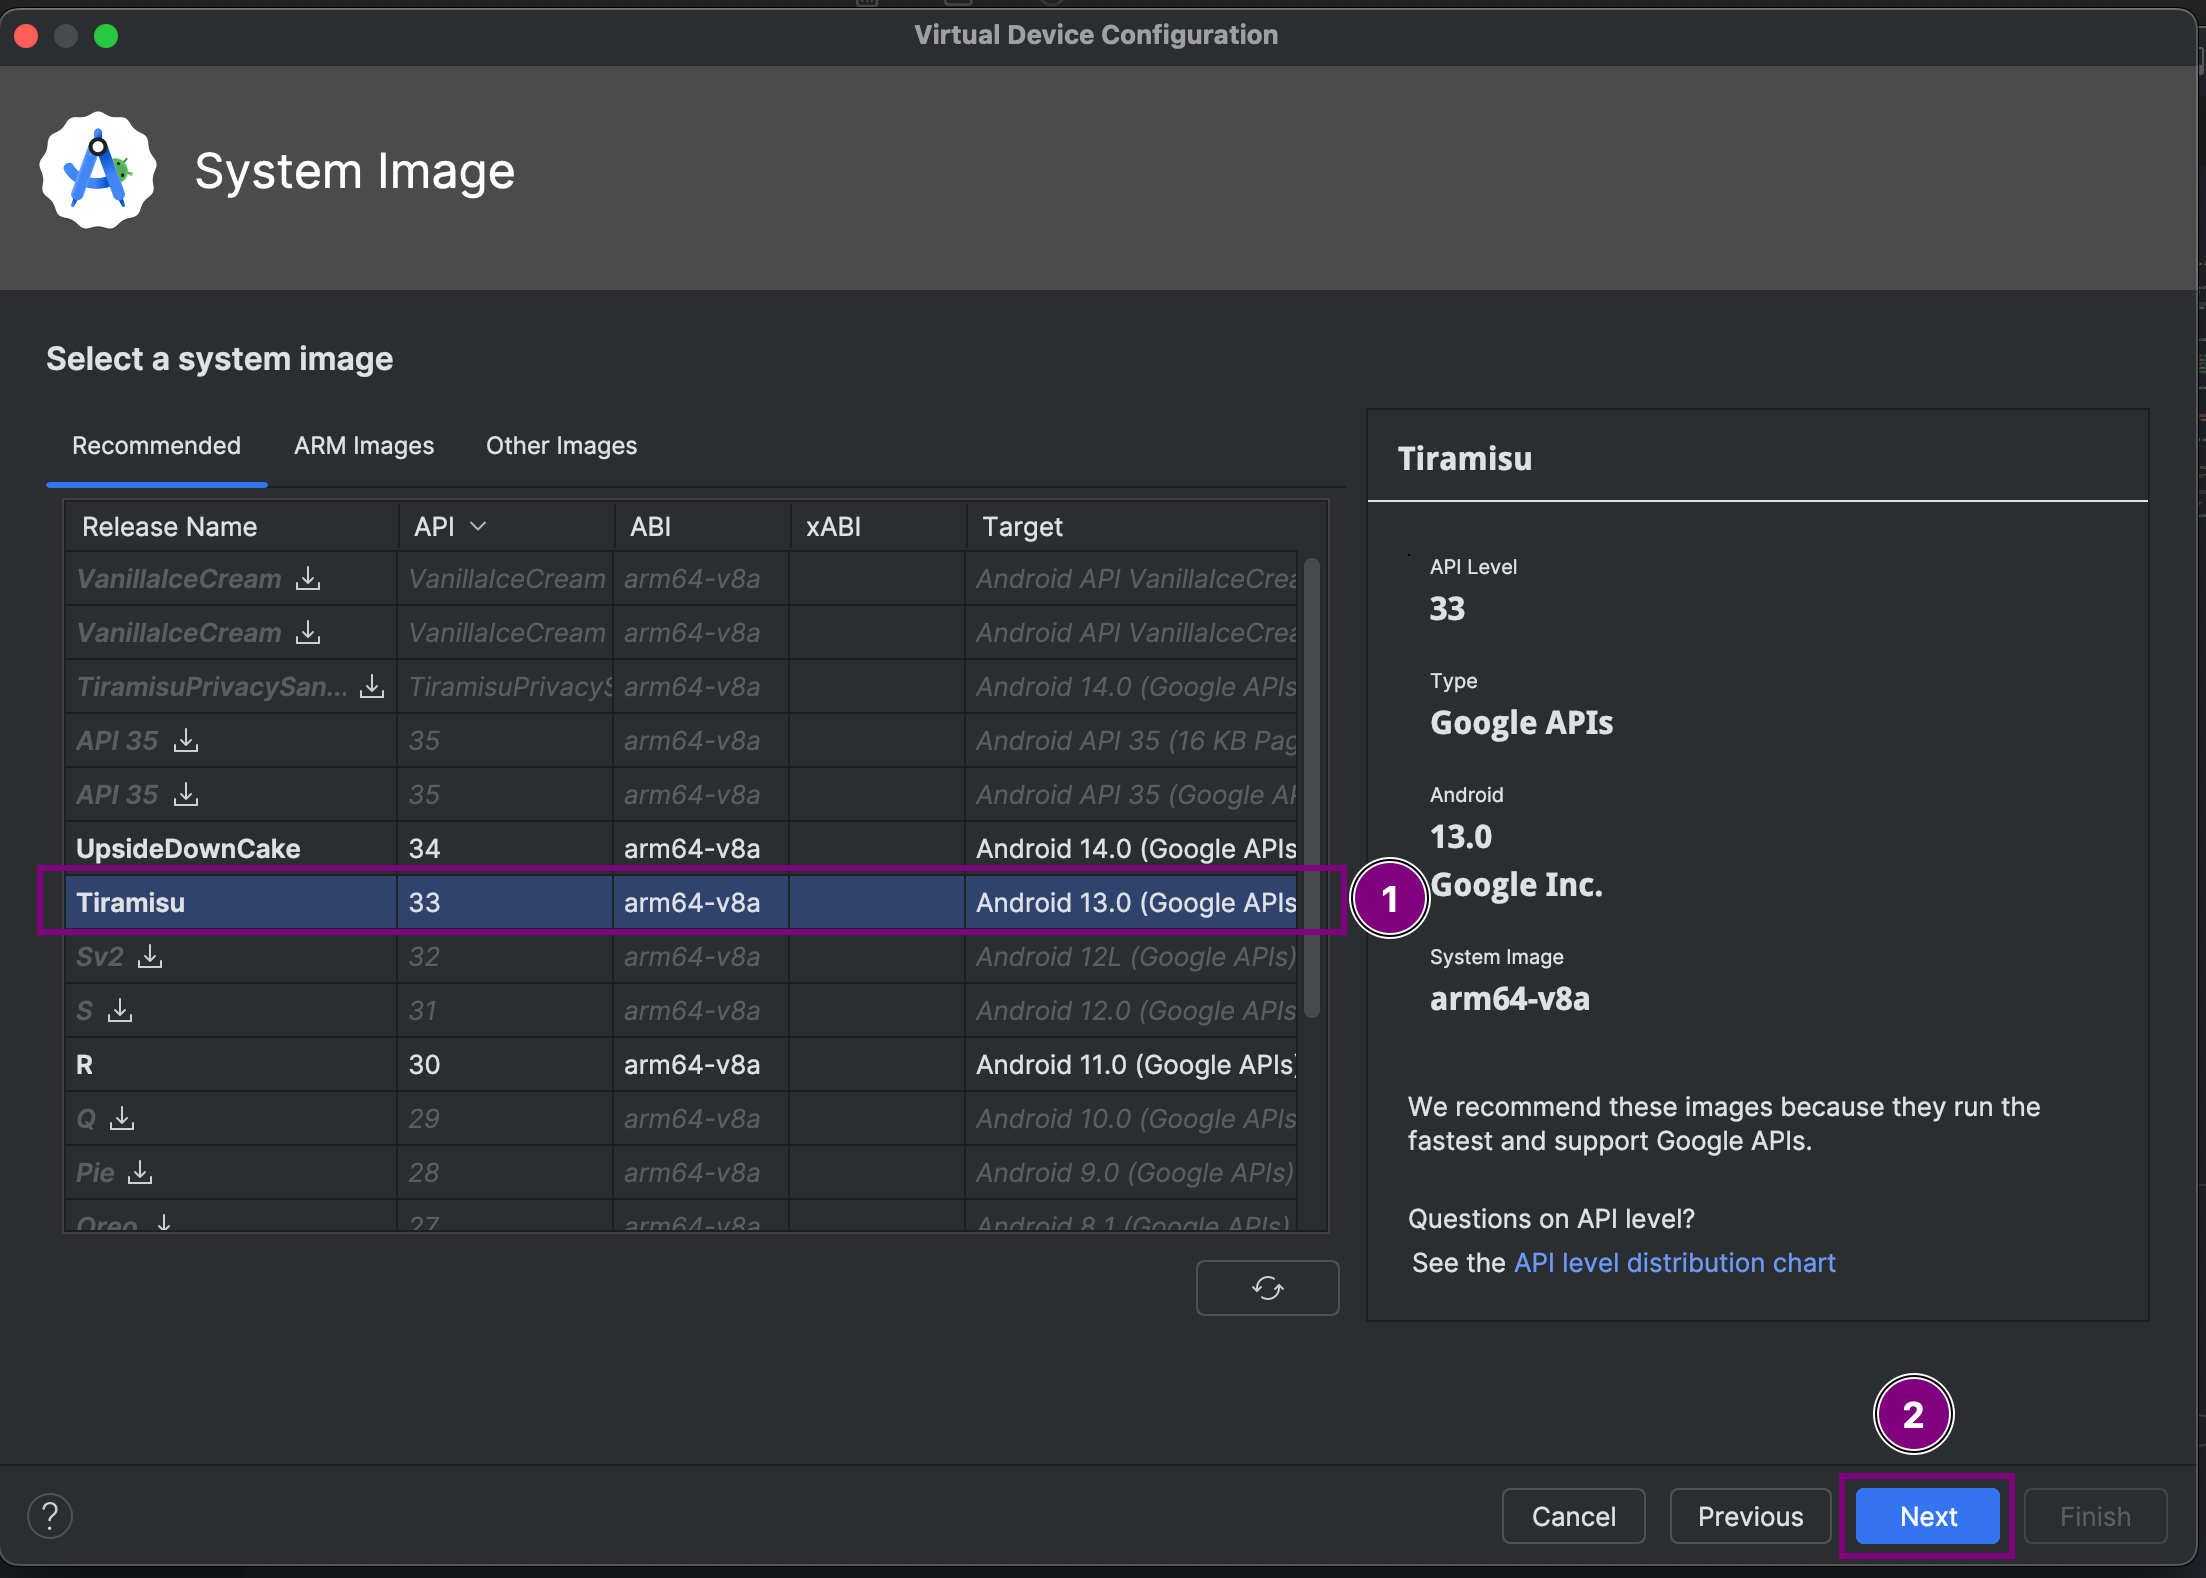 Virtual Device Configuration
System Image
Select a system image
Recommended ARM Images Other Images
Release Name API ABI xABI Target
VanillaIceCream VanillaIceCream arm64-v8a Android API VanillaIceCrea
VanillaIceCream VanillaIceCream arm64-v8a Android API VanillaIceCrea
TiramisuPrivacySan... TiramisuPrivacyS arm64-v8a Android 14.0 (Google APIs
API 35 35 arm64-v8a Android API 35 (16 KB Pag
API 35 35 arm64-v8a Android API 35 (Google AP
UpsideDownCake 34 arm64-v8a Android 14.0 (Google APIs
Tiramisu 33 arm64-v8a Android 13.0 (Google APIs
Sv2 32 arm64-v8a Android 12L (Google APIs)
S 31 arm64-v8a Android 12.0 (Google APIs
R 30 arm64-v8a Android 11.0 (Google APIs)
Q 29 arm64-v8a Android 10.0 (Google APIs
Pie 28 arm64-v8a Android 9.0 (Google APIs)
Oreo 27 arm64-v8a Android 8.1 (Google APIs)
1
Tiramisu
API Level
33
Type
Google APIs
Android
13.0
Google Inc.
System Image
arm64-v8a
We recommend these images because they run the
fastest and support Google APIs.
Questions on API level?
See the API level distribution chart
2
? Cancel Previous Next Finish